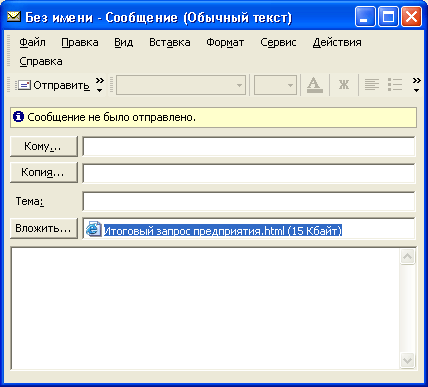 Без имени - Сообщение (Обычный текст)
Файл Правка Вид Вставка Формат Сервис Действия
Справка
Отправить Ж
Сообщение не было отправлено.
Кому...
Копия...
Тема:
Вложить... Итоговый запрос предприятия.html (15 Кбайт)